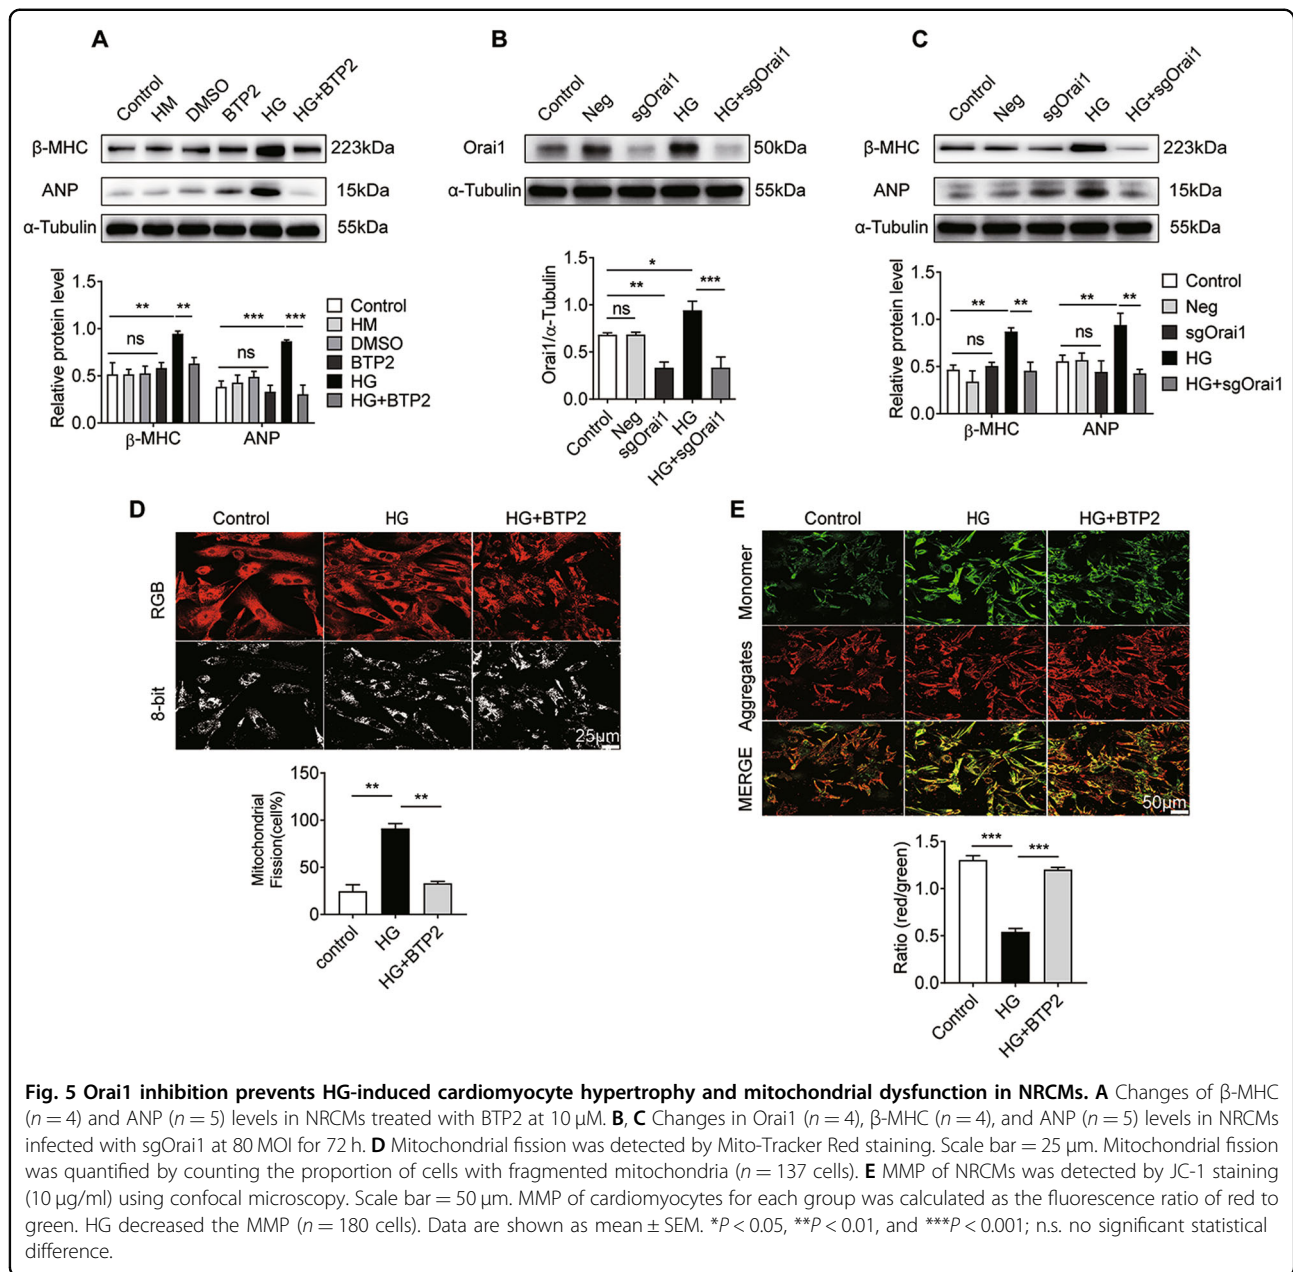 A
Control
HM
DMSO
BTP2
HG
HG+BTP2
β-MHC
223kDa
ANP
15kDa
α-Tubulin
55kDa
Relative protein level
1.5
1.0
0.5
0.0
**
**
ns
***
***
ns
β-MHC
ANP
Control
HM
DMSO
BTP2
HG
HG+BTP2
B
Control
Neg
sgOrai1
HG
HG+sgOrai1
Orai1
50kDa
α-Tubulin
55kDa
Orai1/α-Tubulin
1.5
1.0
0.5
0.0
*
**
***
ns
Control
Neg
sgOrai1
HG
HG+sgOrai1
C
Control
Neg
sgOrai1
HG
HG+sgOrai1
β-MHC
223kDa
ANP
15kDa
α-Tubulin
55kDa
Relative protein level
1.5
1.0
0.5
0.0
**
**
ns
**
**
ns
β-MHC
ANP
Control
Neg
sgOrai1
HG
HG+sgOrai1
D
Control
HG
HG+BTP2
RGB
8-bit
25μm
Mitochondrial
Fission(cell%)
150
100
50
0
**
**
control
HG
HG+BTP2
E
Control
HG
HG+BTP2
Monomer
Aggregates
MERGE
50μm
Ratio (red/green)
1.5
1.0
0.5
0.0
***
***
Control
HG
HG+BTP2
Fig. 5 Orai1 inhibition prevents HG-induced cardiomyocyte hypertrophy and mitochondrial dysfunction in NRCMs. A Changes of β-MHC
(n = 4) and ANP (n = 5) levels in NRCMs treated with BTP2 at 10 μM. B, C Changes in Orai1 (n = 4), β-MHC (n = 4), and ANP (n = 5) levels in NRCMs
infected with sgOrai1 at 80 MOI for 72 h. D Mitochondrial fission was detected by Mito-Tracker Red staining. Scale bar = 25 μm. Mitochondrial fission
was quantified by counting the proportion of cells with fragmented mitochondria (n = 137 cells). E MMP of NRCMs was detected by JC-1 staining
(10 μg/ml) using confocal microscopy. Scale bar = 50 μm. MMP of cardiomyocytes for each group was calculated as the fluorescence ratio of red to
green. HG decreased the MMP (n = 180 cells). Data are shown as mean ± SEM. *P < 0.05, **P < 0.01, and ***P < 0.001; n.s. no significant statistical
difference.